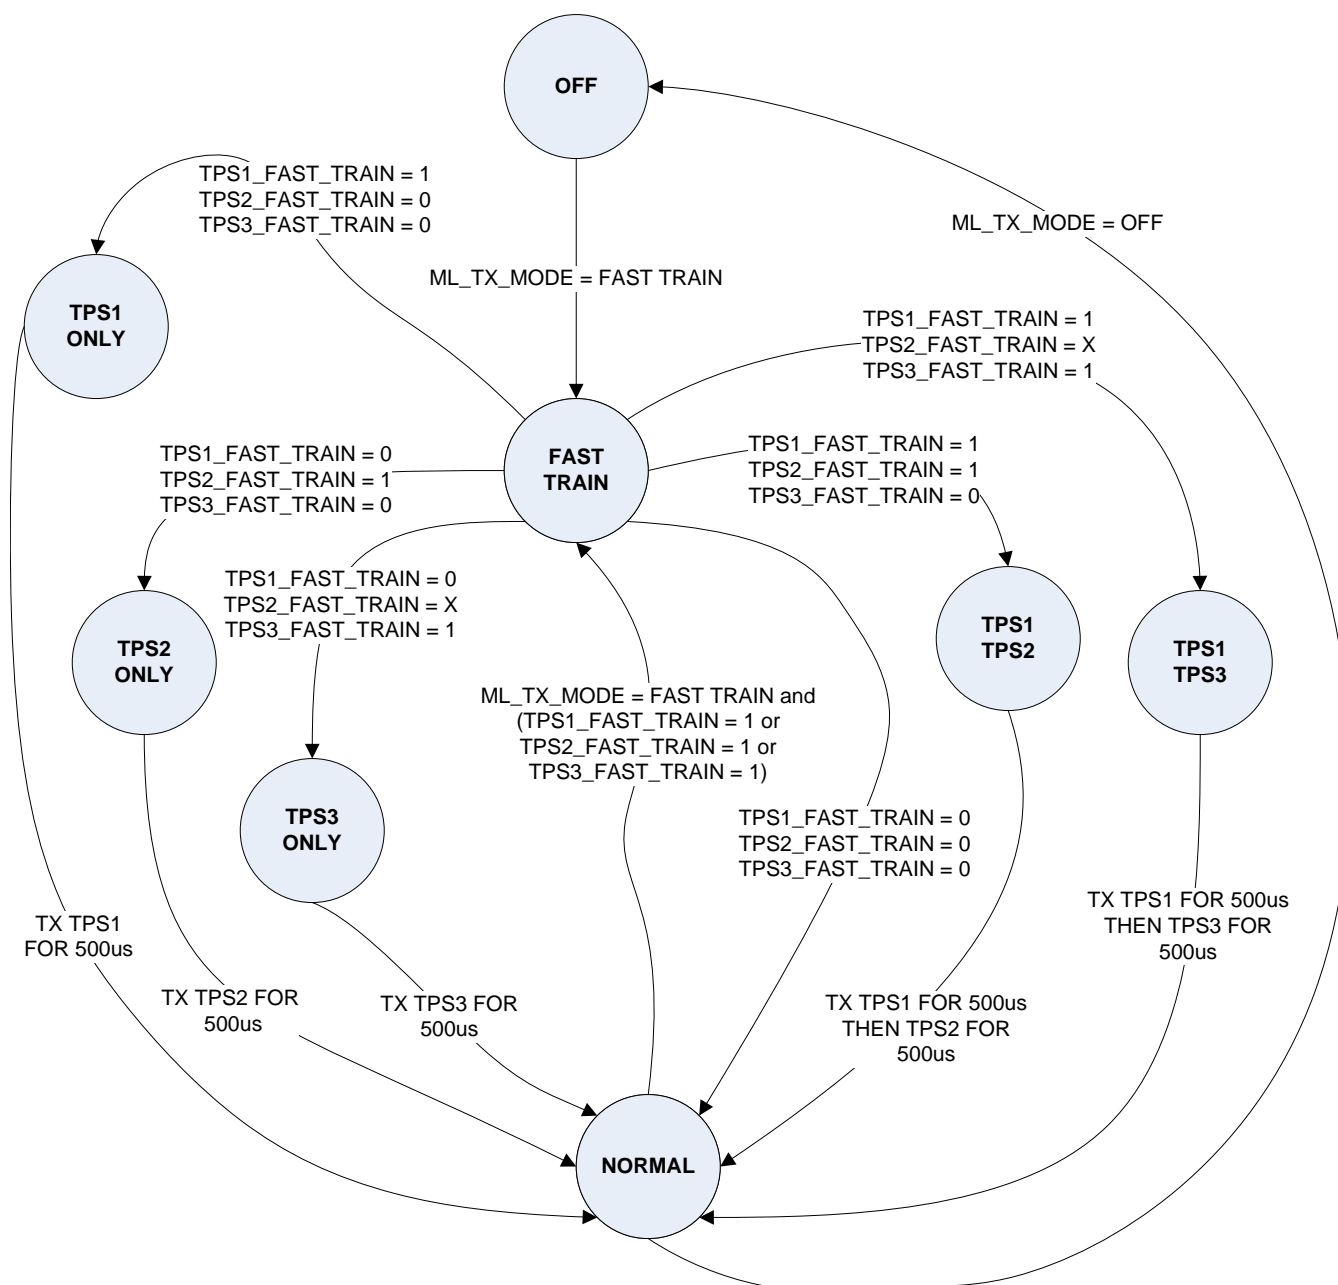 OFF
TPS1_FAST_TRAIN = 1
TPS2_FAST_TRAIN = 0
TPS3_FAST_TRAIN = 0
ML_TX_MODE = OFF
ML_TX_MODE = FAST TRAIN
TPS1
ONLY
TPS1_FAST_TRAIN = 1
TPS2_FAST_TRAIN = X
TPS3_FAST_TRAIN = 1
FAST
TRAIN
TPS1_FAST_TRAIN = 0
TPS2_FAST_TRAIN = 1
TPS3_FAST_TRAIN = 0
TPS1_FAST_TRAIN = 1
TPS2_FAST_TRAIN = 1
TPS3_FAST_TRAIN = 0
TPS1_FAST_TRAIN = 0
TPS2_FAST_TRAIN = X
TPS3_FAST_TRAIN = 1
TPS2
ONLY
TPS1
TPS2
TPS1
TPS3
ML_TX_MODE = FAST TRAIN and
(TPS1_FAST_TRAIN = 1 or
TPS2_FAST_TRAIN = 1 or
TPS3_FAST_TRAIN = 1)
TPS3
ONLY
TPS1_FAST_TRAIN = 0
TPS2_FAST_TRAIN = 0
TPS3_FAST_TRAIN = 0
TX TPS1
FOR 500us
TX TPS1 FOR 500us
THEN TPS3 FOR
500us
TX TPS2 FOR
500us
TX TPS3 FOR
500us
TX TPS1 FOR 500us
THEN TPS2 FOR
500us
NORMAL